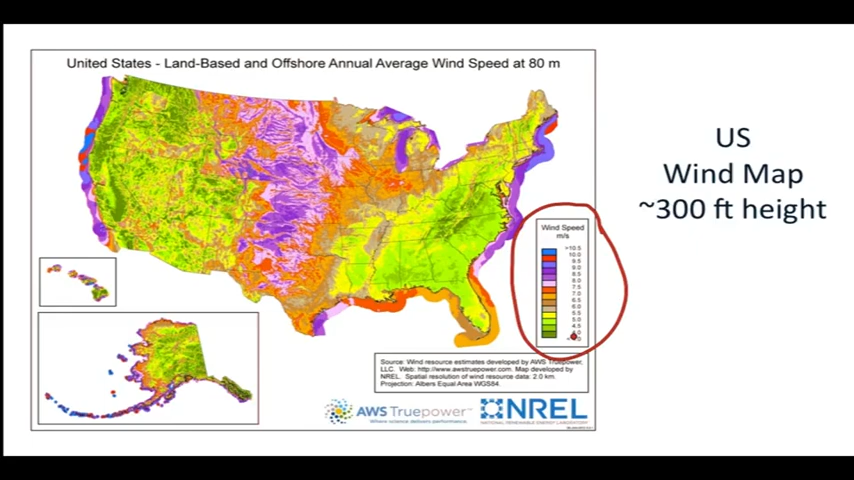 United States - Land-Based and Offshore Annual Average Wind Speed at 80 m
US
Wind Map
~300 ft height
Wind Speed
m/s
>10.5
10.0
9.5
9.0
8.5
8.0
7.5
7.0
6.5
6.0
5.5
5.0
4.5
4.0
Source: Wind resource estimates developed by AWS Truepower,
LLC. Web: http://www.awstruepower.com. Map developed by
NREL. Spatial resolution of wind resource data: 2.0 km.
Projection: Albers Equal Area WGS84.
AWS Truepower™
Where science delivers performance.
NREL
NATIONAL RENEWABLE ENERGY LABORATORY